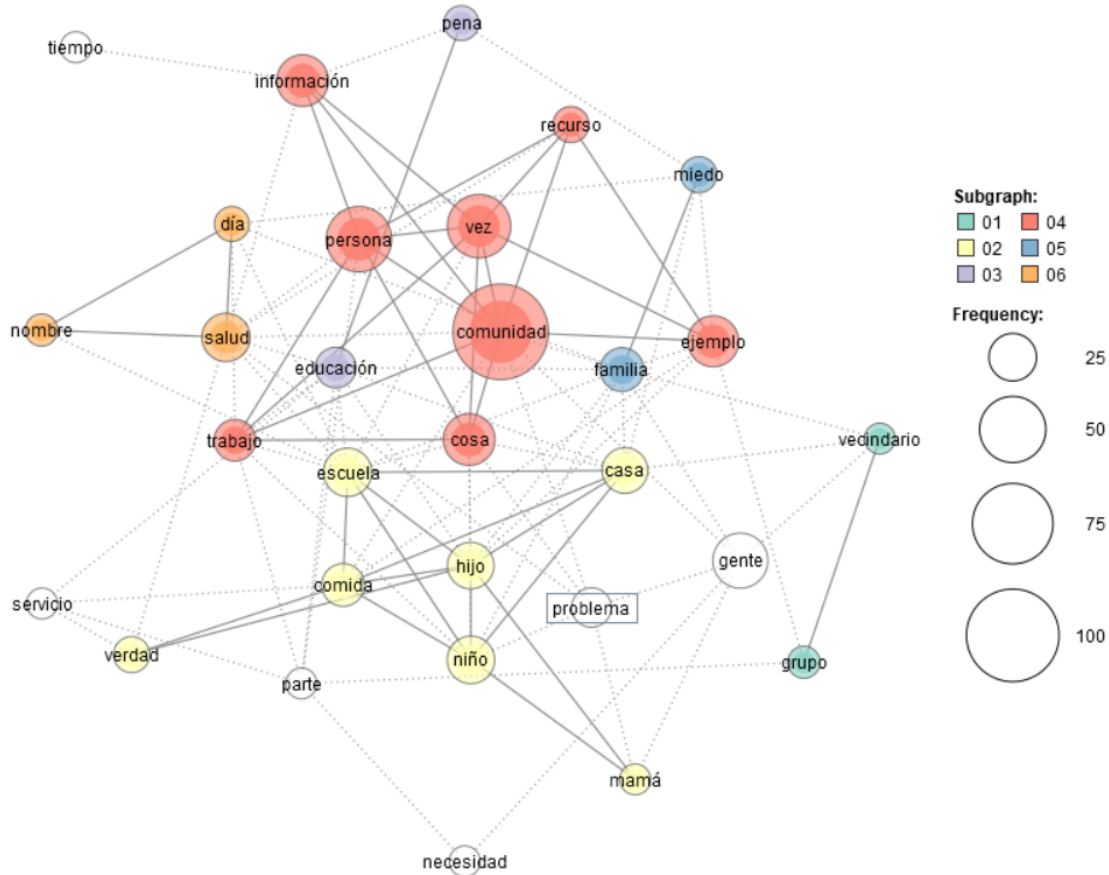 pena
tiempo
información
recurso
miedo
día
persona
vez
nombre
salud
comunidad
ejemplo
educación
familia
trabajo
cosa
vecindario
escuela
casa
gente
hijo
comida
servicio
problema
verdad
niño
grupo
parte
mamá
necesidad
Subgraph:
01 04
02 05
03 06
Frequency:
25
50
75
100